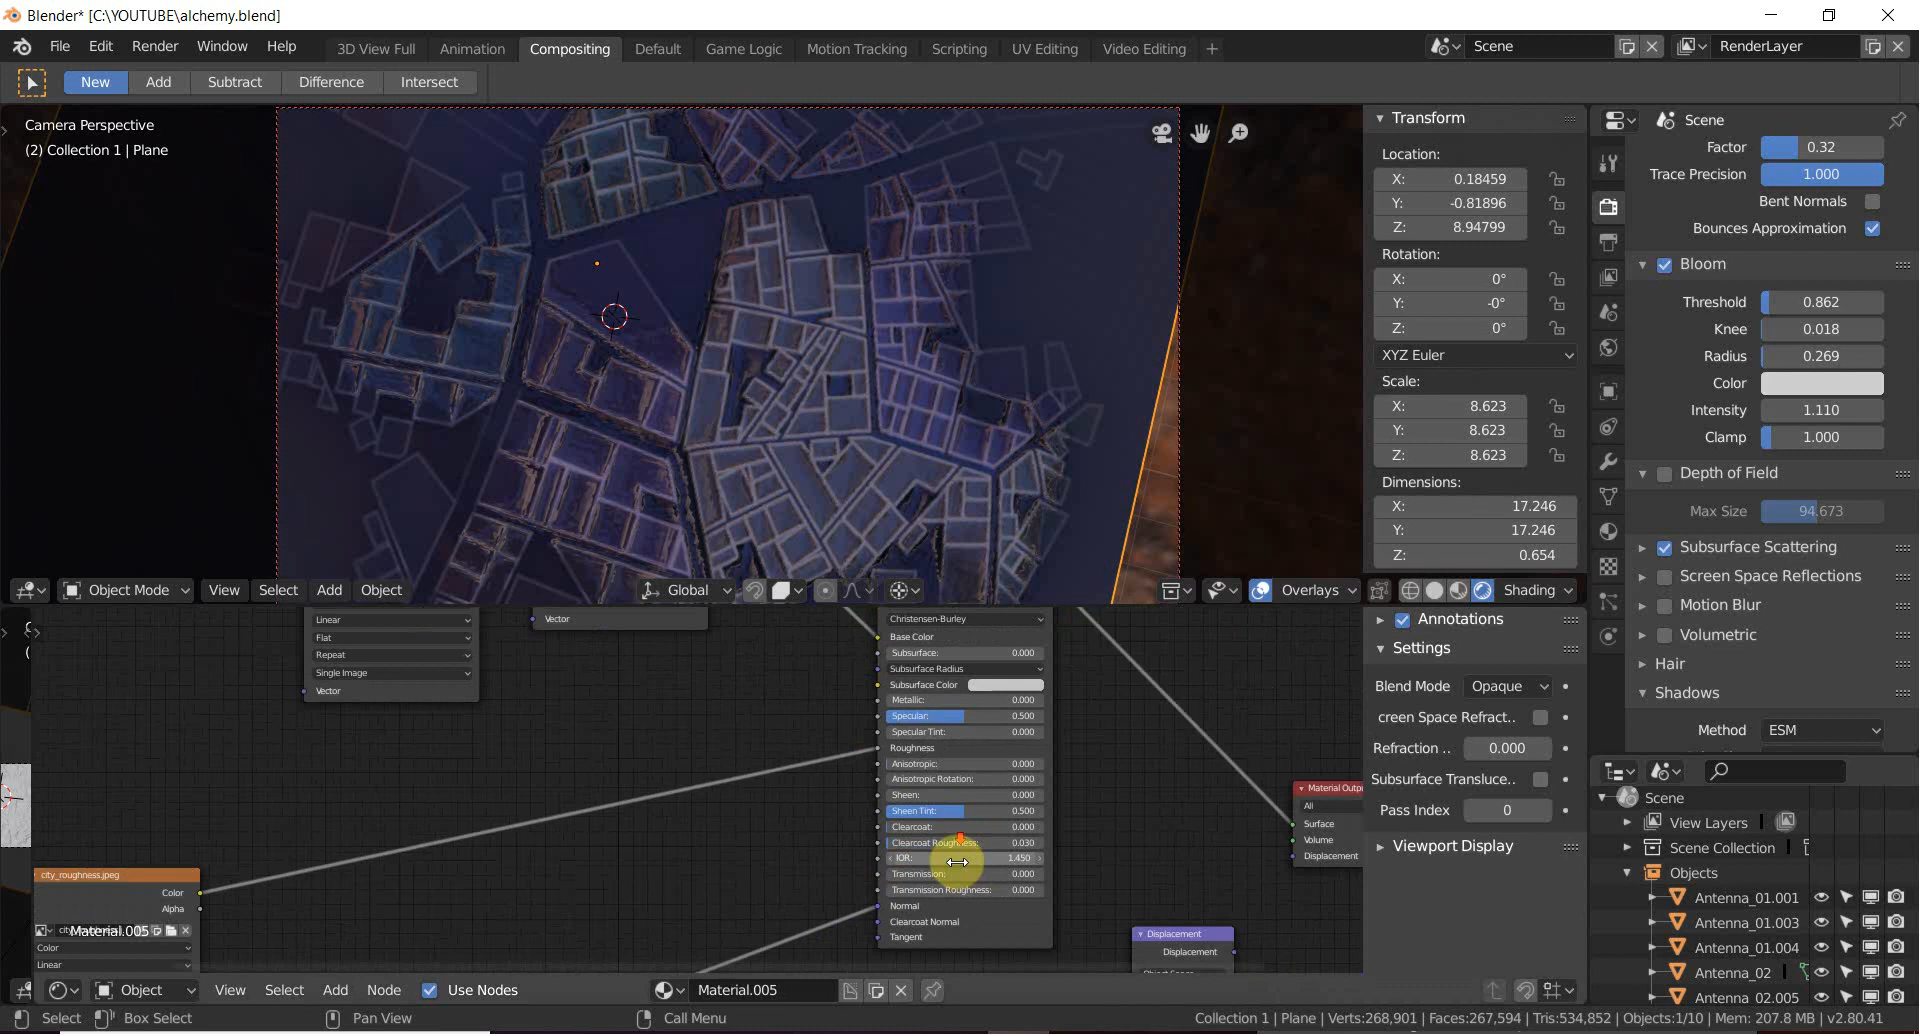 Blender* [C:\YOUTUBE\alchemy.blend]
File Edit Render Window Help 3D View Full Animation Compositing Default Game Logic Motion Tracking Scripting UV Editing Video Editing + Scene RenderLayer
New Add Subtract Difference Intersect
Camera Perspective
(2) Collection 1 | Plane
Transform
Location:
X: 0.18459
Y: -0.81896
Z: 8.94799
Rotation:
X: 0°
Y: -0°
Z: 0°
XYZ Euler
Scale:
X: 8.623
Y: 8.623
Z: 8.623
Dimensions:
X: 17.246
Y: 17.246
Z: 0.654
Scene
Factor 0.32
Trace Precision 1.000
Bent Normals
Bounces Approximation
Bloom
Threshold 0.862
Knee 0.018
Radius 0.269
Color
Intensity 1.110
Clamp 1.000
Depth of Field
Max Size 94.673
Subsurface Scattering
Screen Space Reflections
Motion Blur
Volumetric
Hair
Shadows
Method ESM
Object Mode View Select Add Object Global Overlays Shading
Linear
Flat
Repeat
Single Image
Vector
Vector
Christensen-Burley
Base Color
Subsurface: 0.000
Subsurface Radius
Subsurface Color
Metallic: 0.000
Specular: 0.500
Specular Tint: 0.000
Roughness
Anisotropic: 0.000
Anisotropic Rotation: 0.000
Sheen: 0.000
Sheen Tint: 0.500
Clearcoat: 0.000
Clearcoat Roughness: 0.030
IOR: 1.450
Transmission: 0.000
Transmission Roughness: 0.000
Normal
Clearcoat Normal
Tangent
Material Outpu
All
Surface
Volume
Displacement
Displacement
Displacement
city_roughness.jpeg
Color
Alpha
Material.005
Color
Linear
Annotations
Settings
Blend Mode Opaque
creen Space Refract..
Refraction .. 0.000
Subsurface Transluce..
Pass Index 0
Viewport Display
Scene
View Layers
Scene Collection
Objects
Antenna_01.001
Antenna_01.003
Antenna_01.004
Antenna_02
Antenna_02.005
Object View Select Add Node Use Nodes Material.005
Select Box Select Pan View Call Menu Collection 1 | Plane | Verts:268,901 | Faces:267,594 | Tris:534,852 | Objects:1/10 | Mem: 207.8 MB | v2.80.41